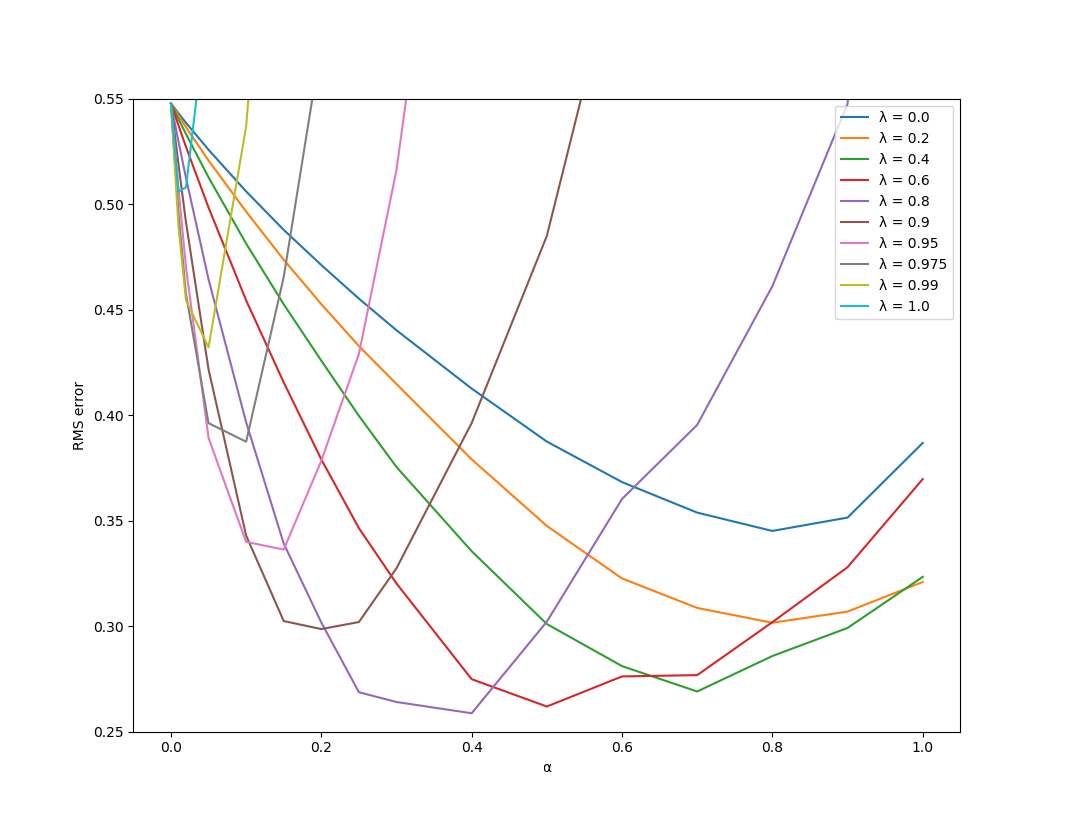 0.55
0.50
0.45
0.40
0.35
0.30
0.25
RMS error
0.0
0.2
0.4
0.6
0.8
1.0
α
λ = 0.0
λ = 0.2
λ = 0.4
λ = 0.6
λ = 0.8
λ = 0.9
λ = 0.95
λ = 0.975
λ = 0.99
λ = 1.0